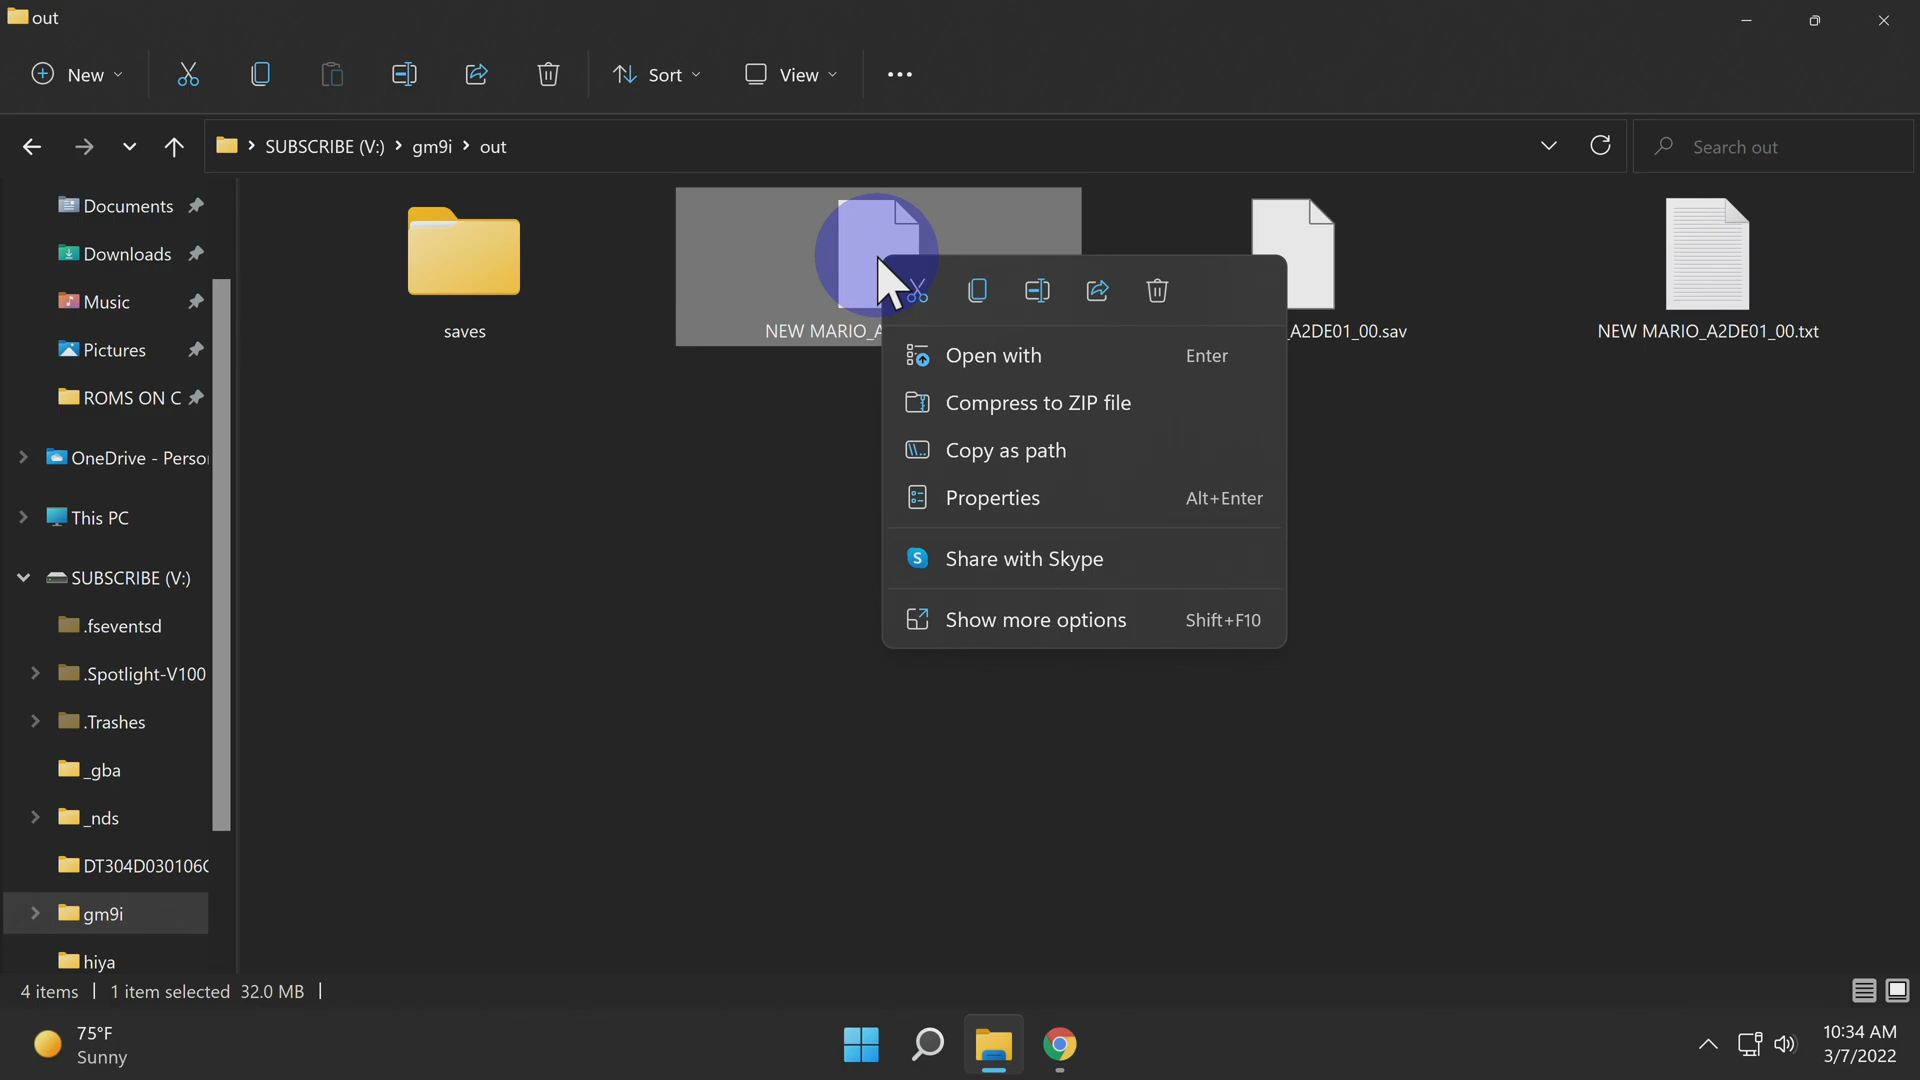 out
New
Sort
View
SUBSCRIBE (V:) > gm9i > out
Search out
Documents
Downloads
Music
Pictures
ROMS ON C
OneDrive - Perso
This PC
SUBSCRIBE (V:)
.fseventsd
.Spotlight-V100
.Trashes
_gba
_nds
DT304D030106
gm9i
hiya
saves
NEW MARIO_A
A2DE01_00.sav
NEW MARIO_A2DE01_00.txt
Open with Enter
Compress to ZIP file
Copy as path
Properties Alt+Enter
Share with Skype
Show more options Shift+F10
4 items 1 item selected 32.0 MB
75°F
Sunny
10:34 AM
3/7/2022